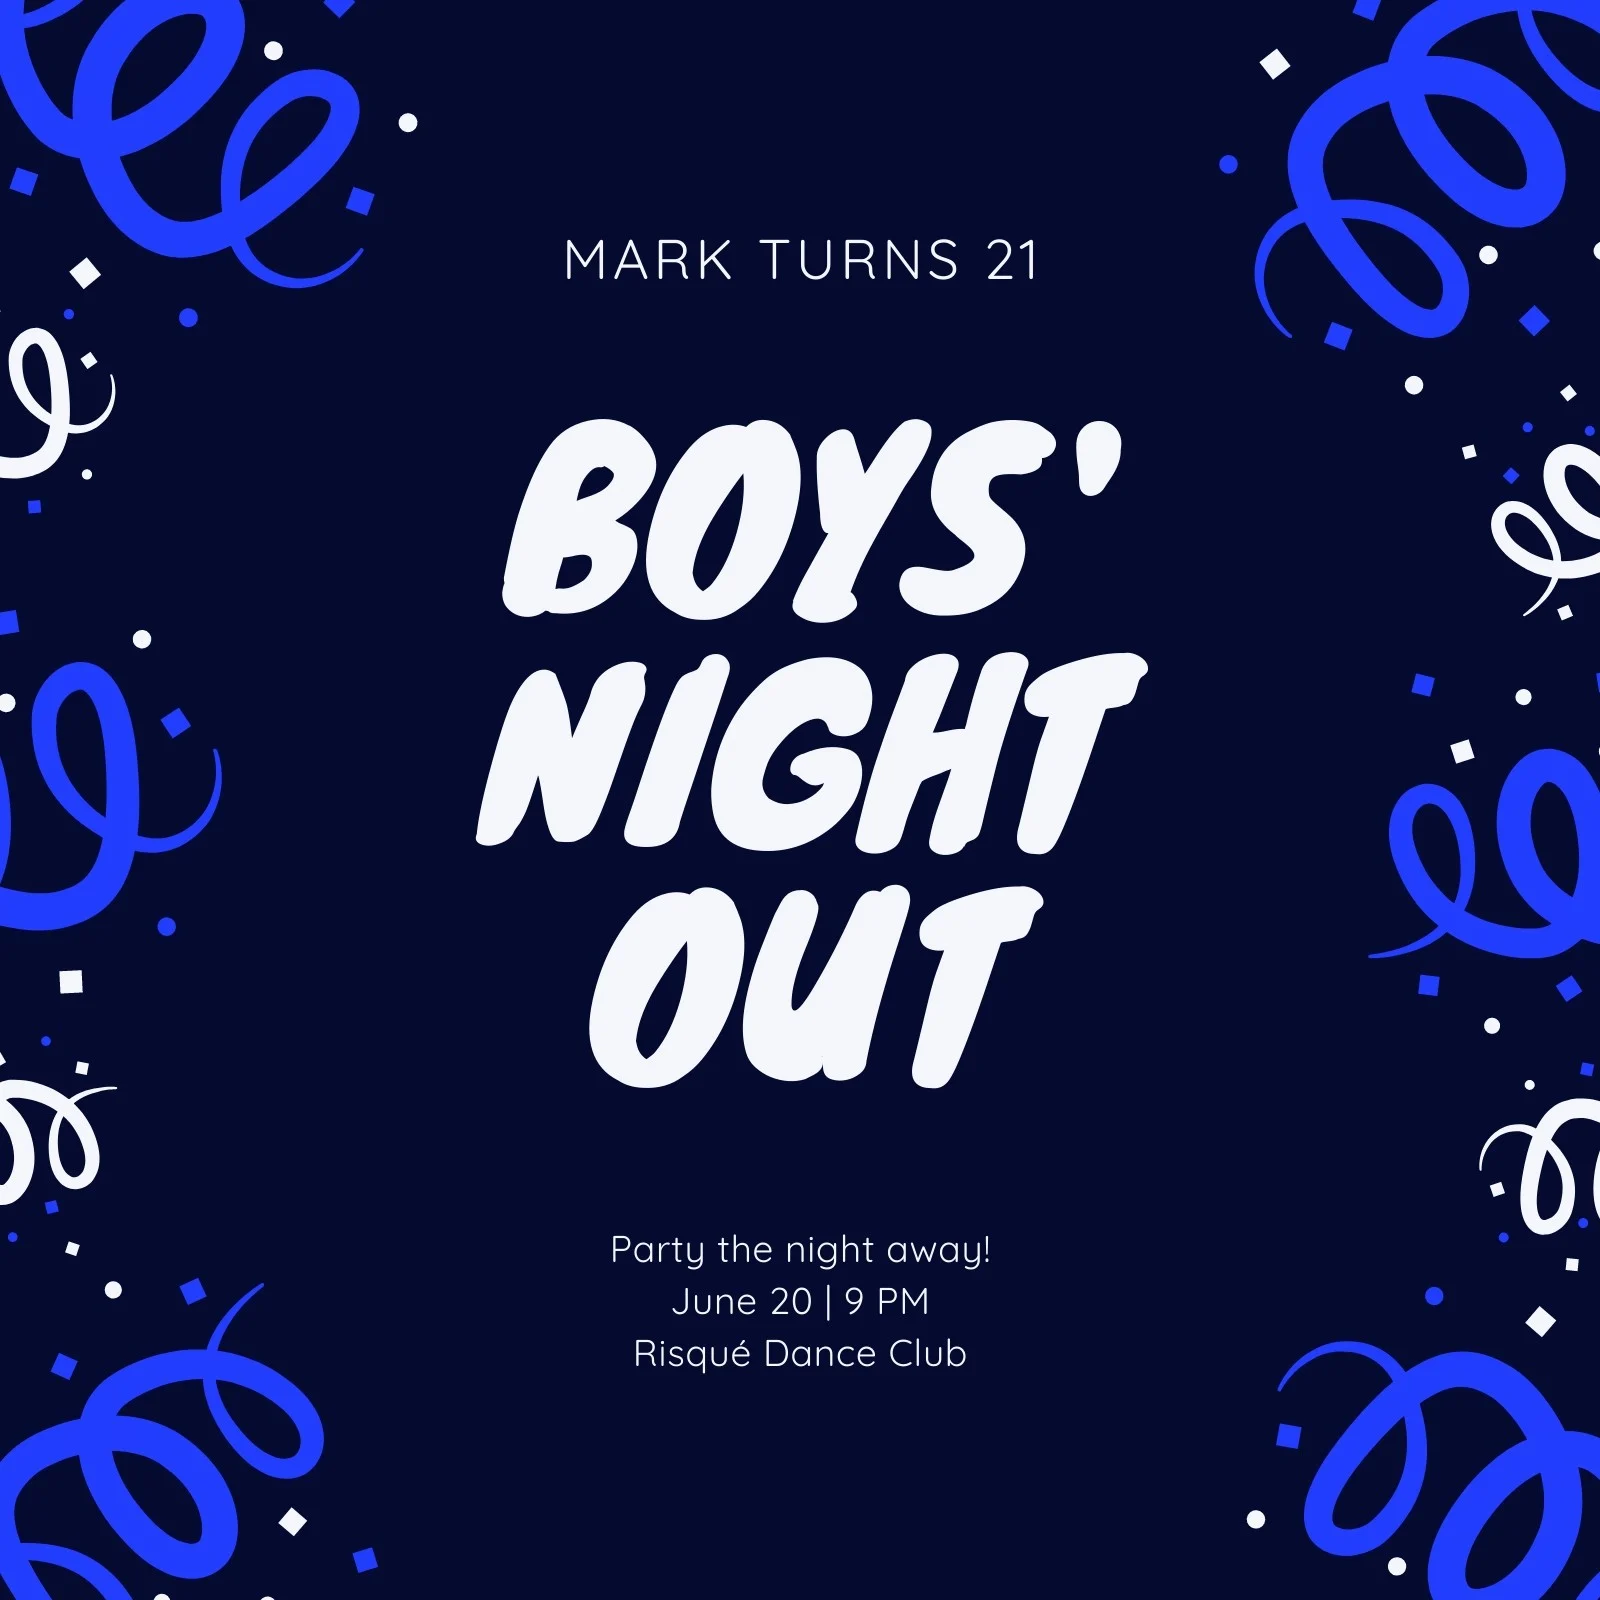 MARK TURNS 21
BOYS'
NIGHT
OUT
Party the night away!
June 20 | 9 PM
Risqué Dance Club